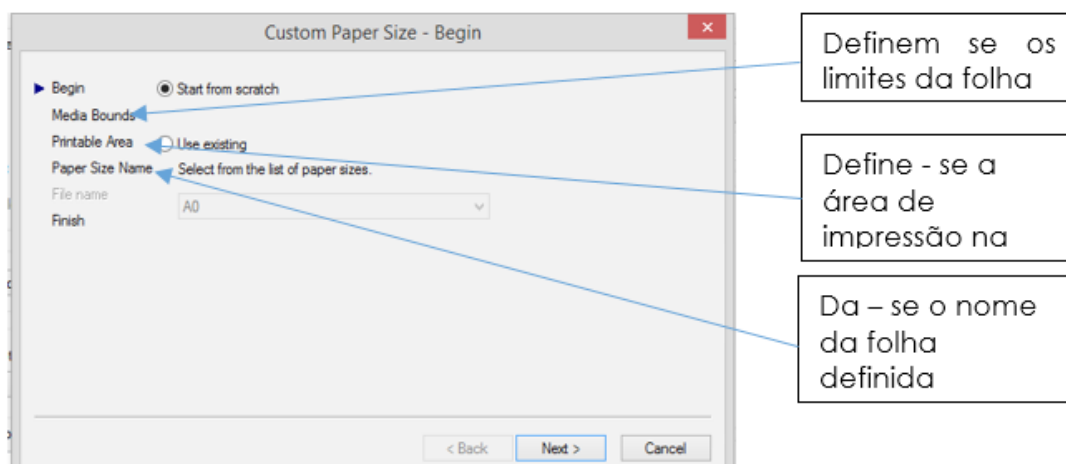 Custom Paper Size - Begin
Begin
Start from scratch
Media Bounds
Printable Area
Use existing
Paper Size Name
Select from the list of paper sizes.
File name
A0
Finish
< Back
Next >
Cancel
Definem se os
limites da folha
Define - se a
área de
impressão na
Da – se o nome
da folha
definida